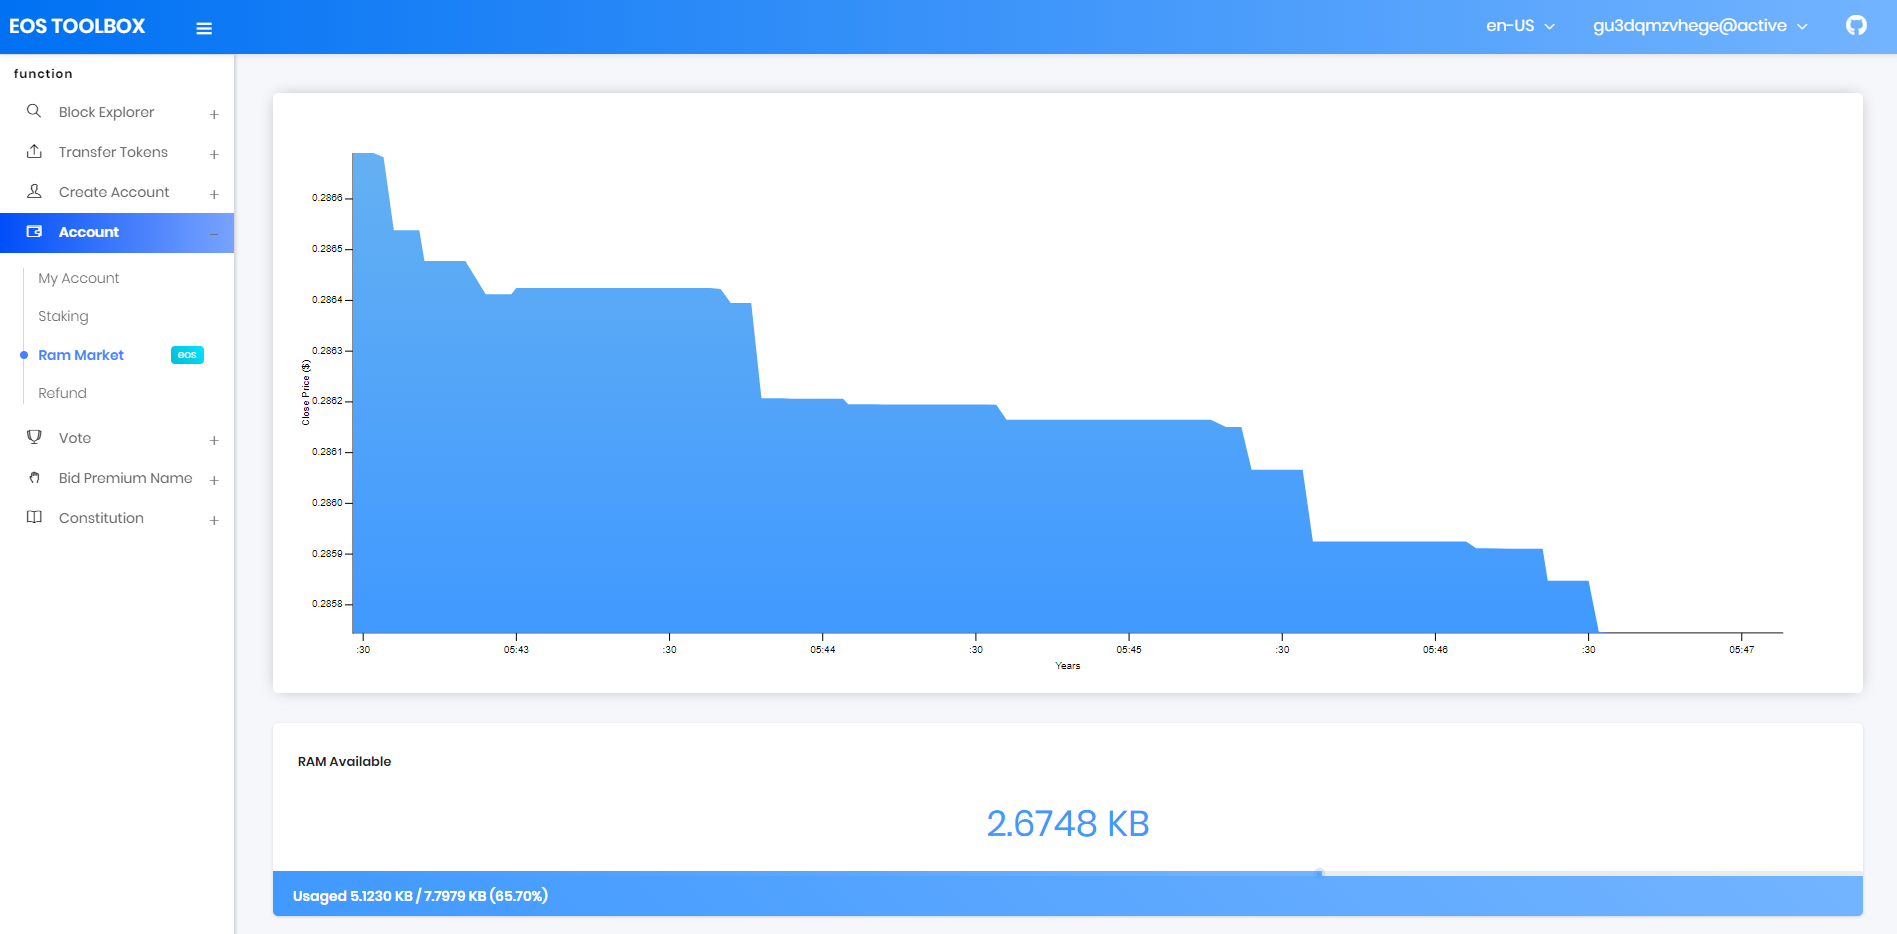 EOS TOOLBOX
en-US
gu3dqmzvhege@active
function
Block Explorer
Transfer Tokens
Create Account
Account
My Account
Staking
Ram Market
eos
Refund
Vote
Bid Premium Name
Constitution
0.2866
0.2865
0.2864
0.2863
0.2862
0.2861
0.2860
0.2859
0.2858
Close Price ($)
:30 05:43 :30 05:44 :30 05:45 :30 05:46 :30 05:47
Years
RAM Available
2.6748 KB
Usaged 5.1230 KB / 7.7979 KB (65.70%)